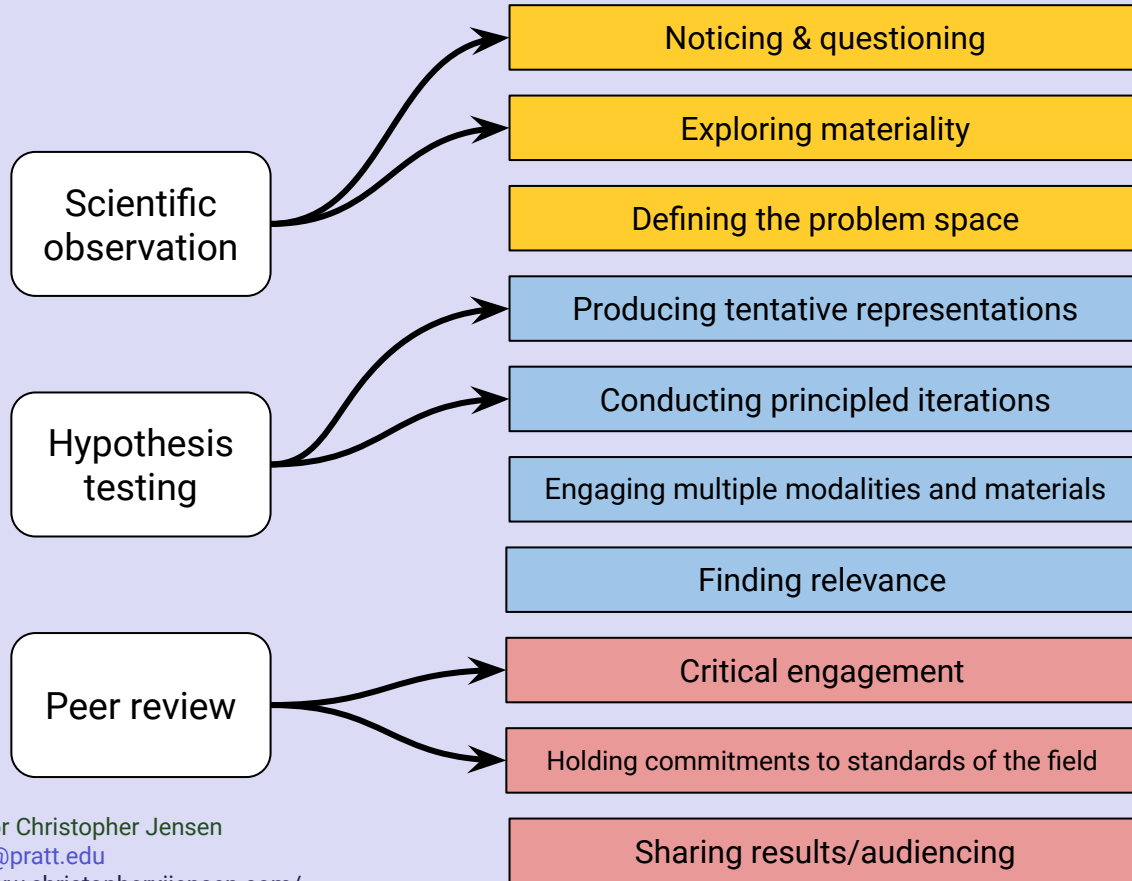 Noticing & questioning
Exploring materiality
Scientific
observation
Defining the problem space
Producing tentative representations
Conducting principled iterations
Hypothesis
testing
Engaging multiple modalities and materials
Finding relevance
Peer review
Critical engagement
Holding commitments to standards of the field
Sharing results/audiencing
r Christopher Jensen
@pratt.edu